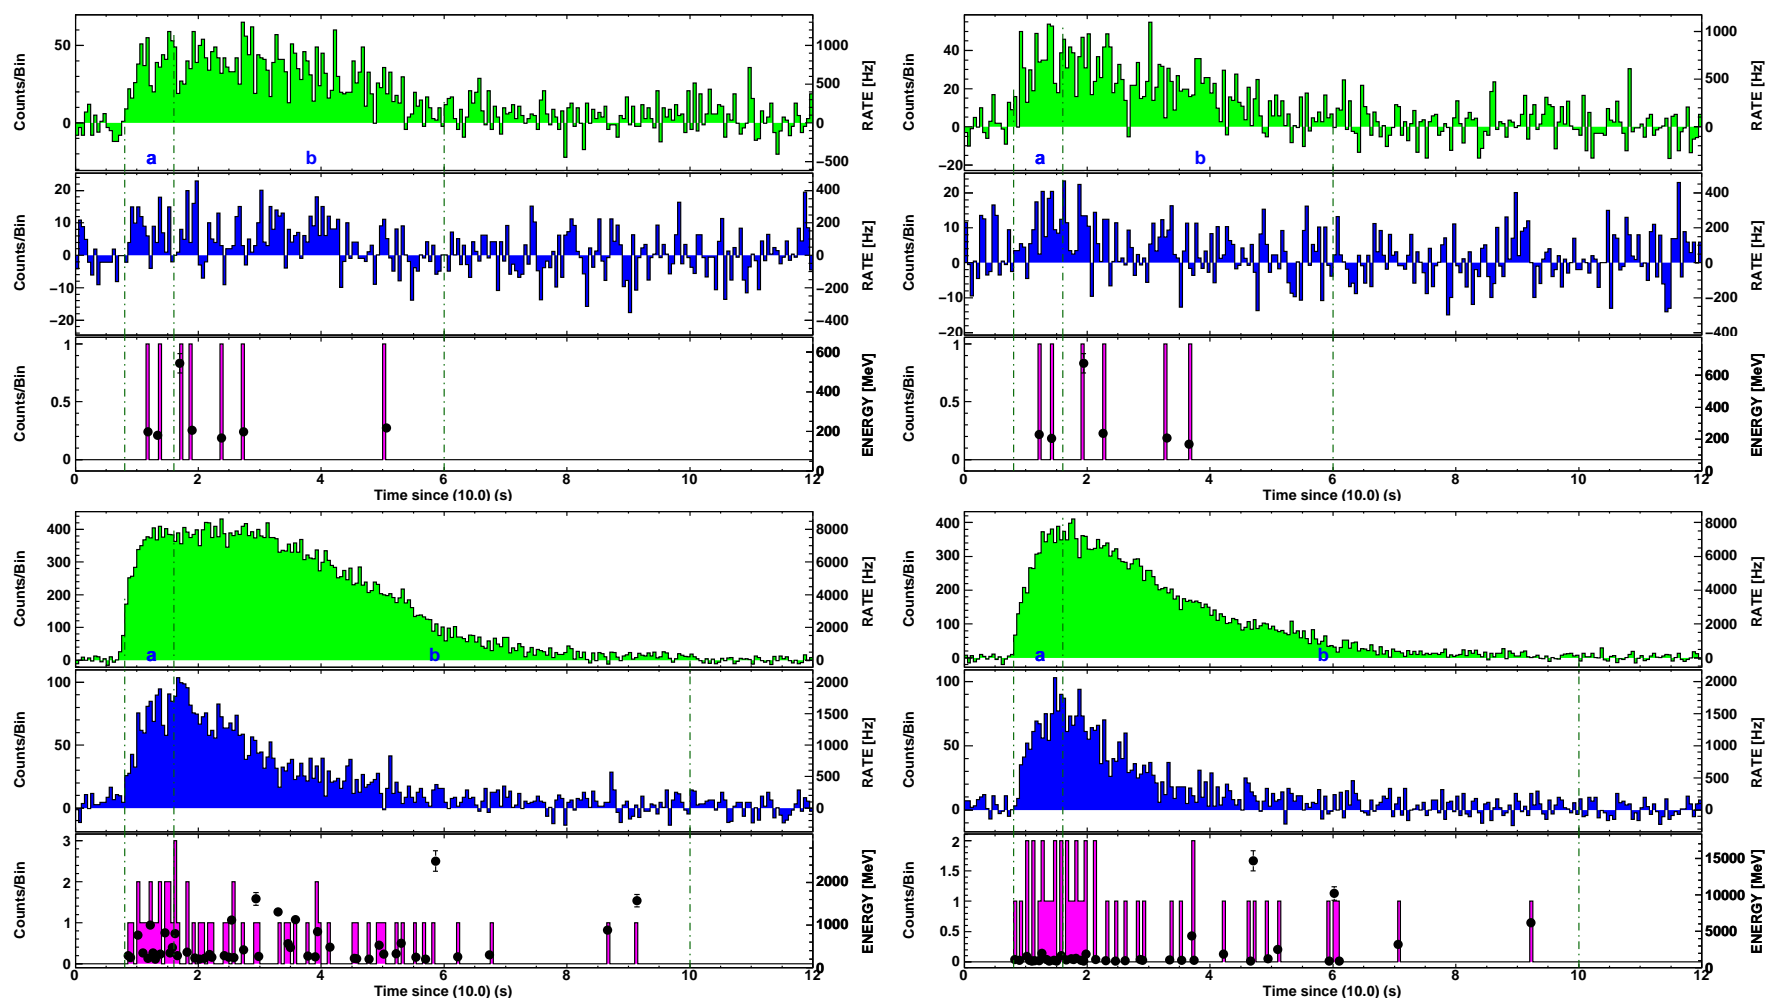 Counts/Bin 50 0 1000 500 0 −500 RATE [Hz] a b
Counts/Bin 20 10 0 −10 −20 400 200 0 −200 −400 RATE [Hz]
Counts/Bin 1 0.5 0 600 400 200 0 ENERGY [MeV]
0 2 4 6 8 10 12
Time since (10.0) (s)
Counts/Bin 40 20 0 −20 1000 500 0 RATE [Hz] a b
Counts/Bin 20 10 0 −10 −20 400 200 0 −200 −400 RATE [Hz]
Counts/Bin 1 0.5 0 600 400 200 0 ENERGY [MeV]
0 2 4 6 8 10 12
Time since (10.0) (s)
Counts/Bin 400 300 200 100 0 8000 6000 4000 2000 0 RATE [Hz] a b
Counts/Bin 100 50 0 2000 1500 1000 500 0 RATE [Hz]
Counts/Bin 3 2 1 0 2000 1000 0 ENERGY [MeV]
0 2 4 6 8 10 12
Time since (10.0) (s)
Counts/Bin 400 300 200 100 0 8000 6000 4000 2000 0 RATE [Hz] a b
Counts/Bin 100 50 0 2000 1500 1000 500 0 RATE [Hz]
Counts/Bin 2 1.5 1 0.5 0 15000 10000 5000 0 ENERGY [MeV]
0 2 4 6 8 10 12
Time since (10.0) (s)